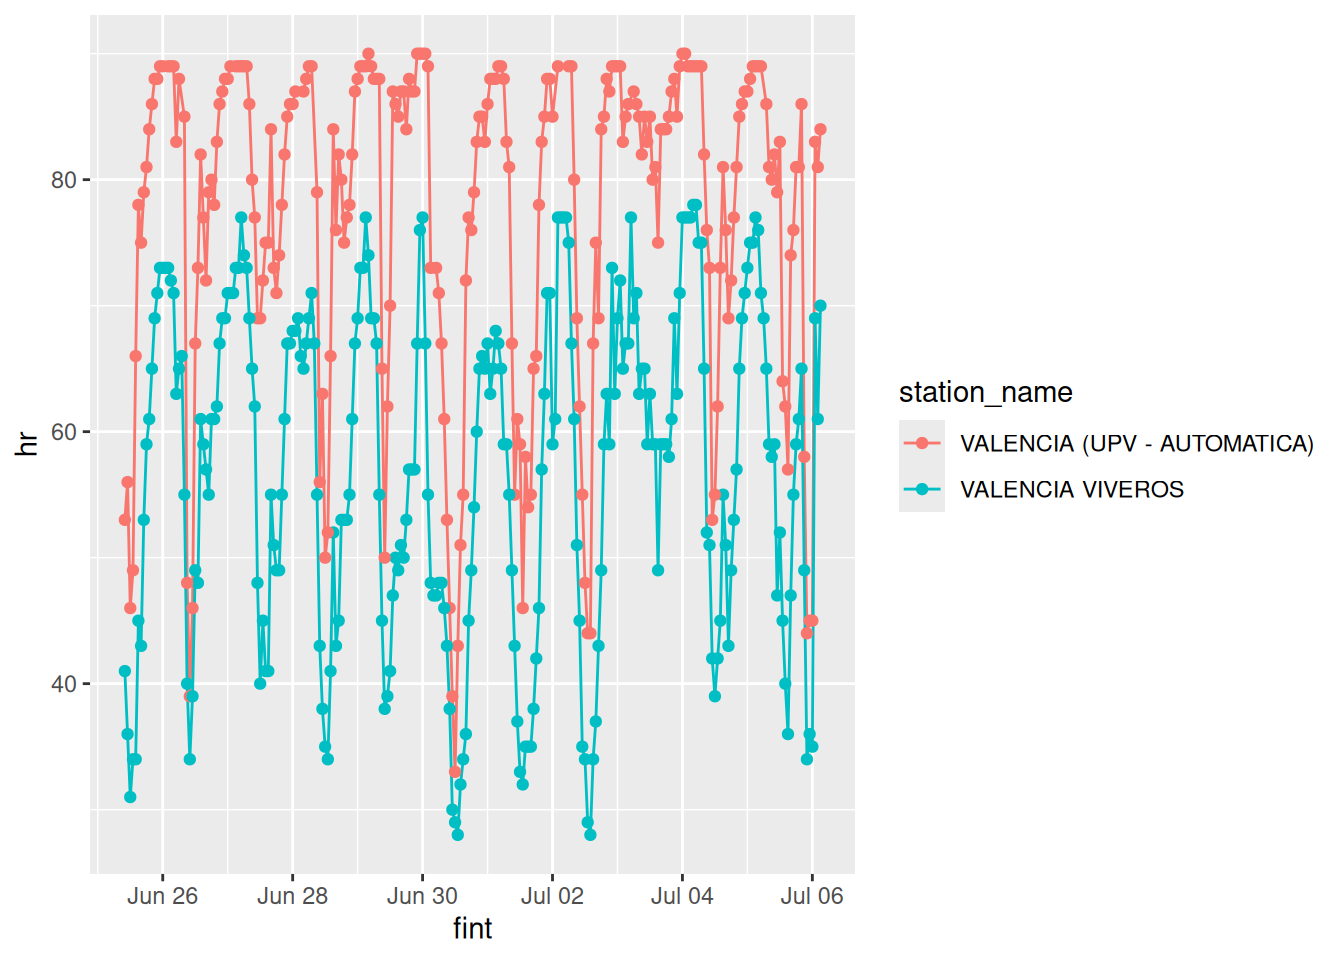 80
60
40
hr
Jun 26
Jun 28
Jun 30
Jul 02
Jul 04
Jul 06
fint
station_name
VALENCIA (UPV - AUTOMATICA)
VALENCIA VIVEROS